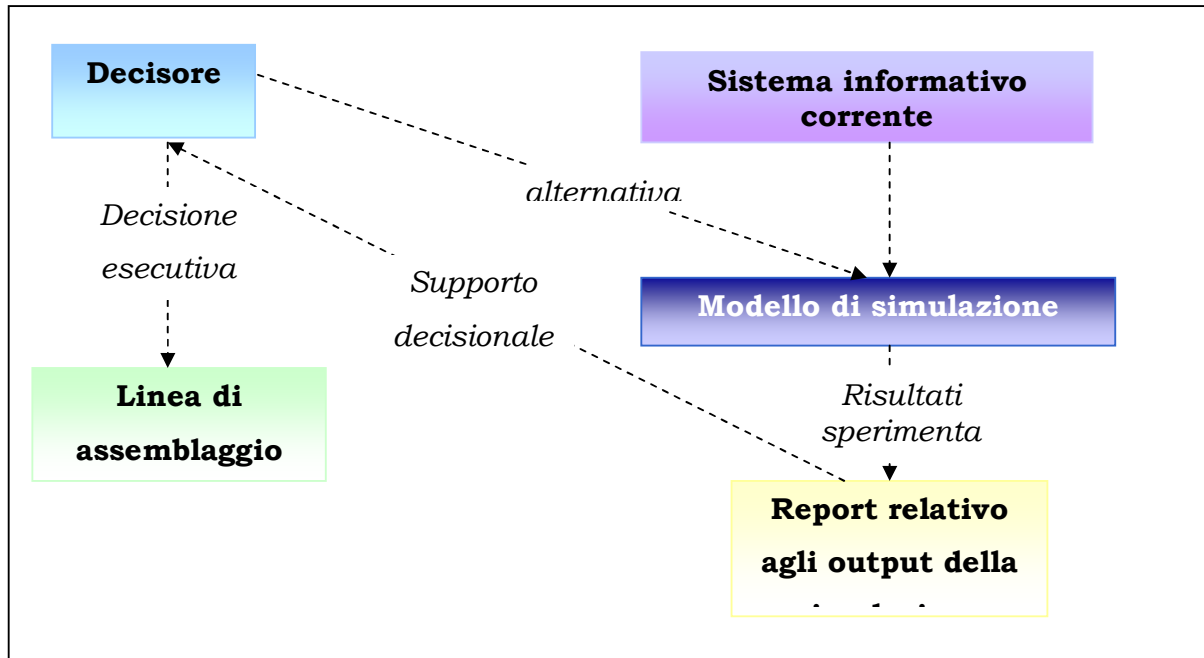 Decisore
Sistema informativo
corrente
alternativa
Decisione
esecutiva
Supporto
decisionale
Modello di simulazione
Linea di
assemblaggio
Risultati
sperimenta
Report relativo
agli output della